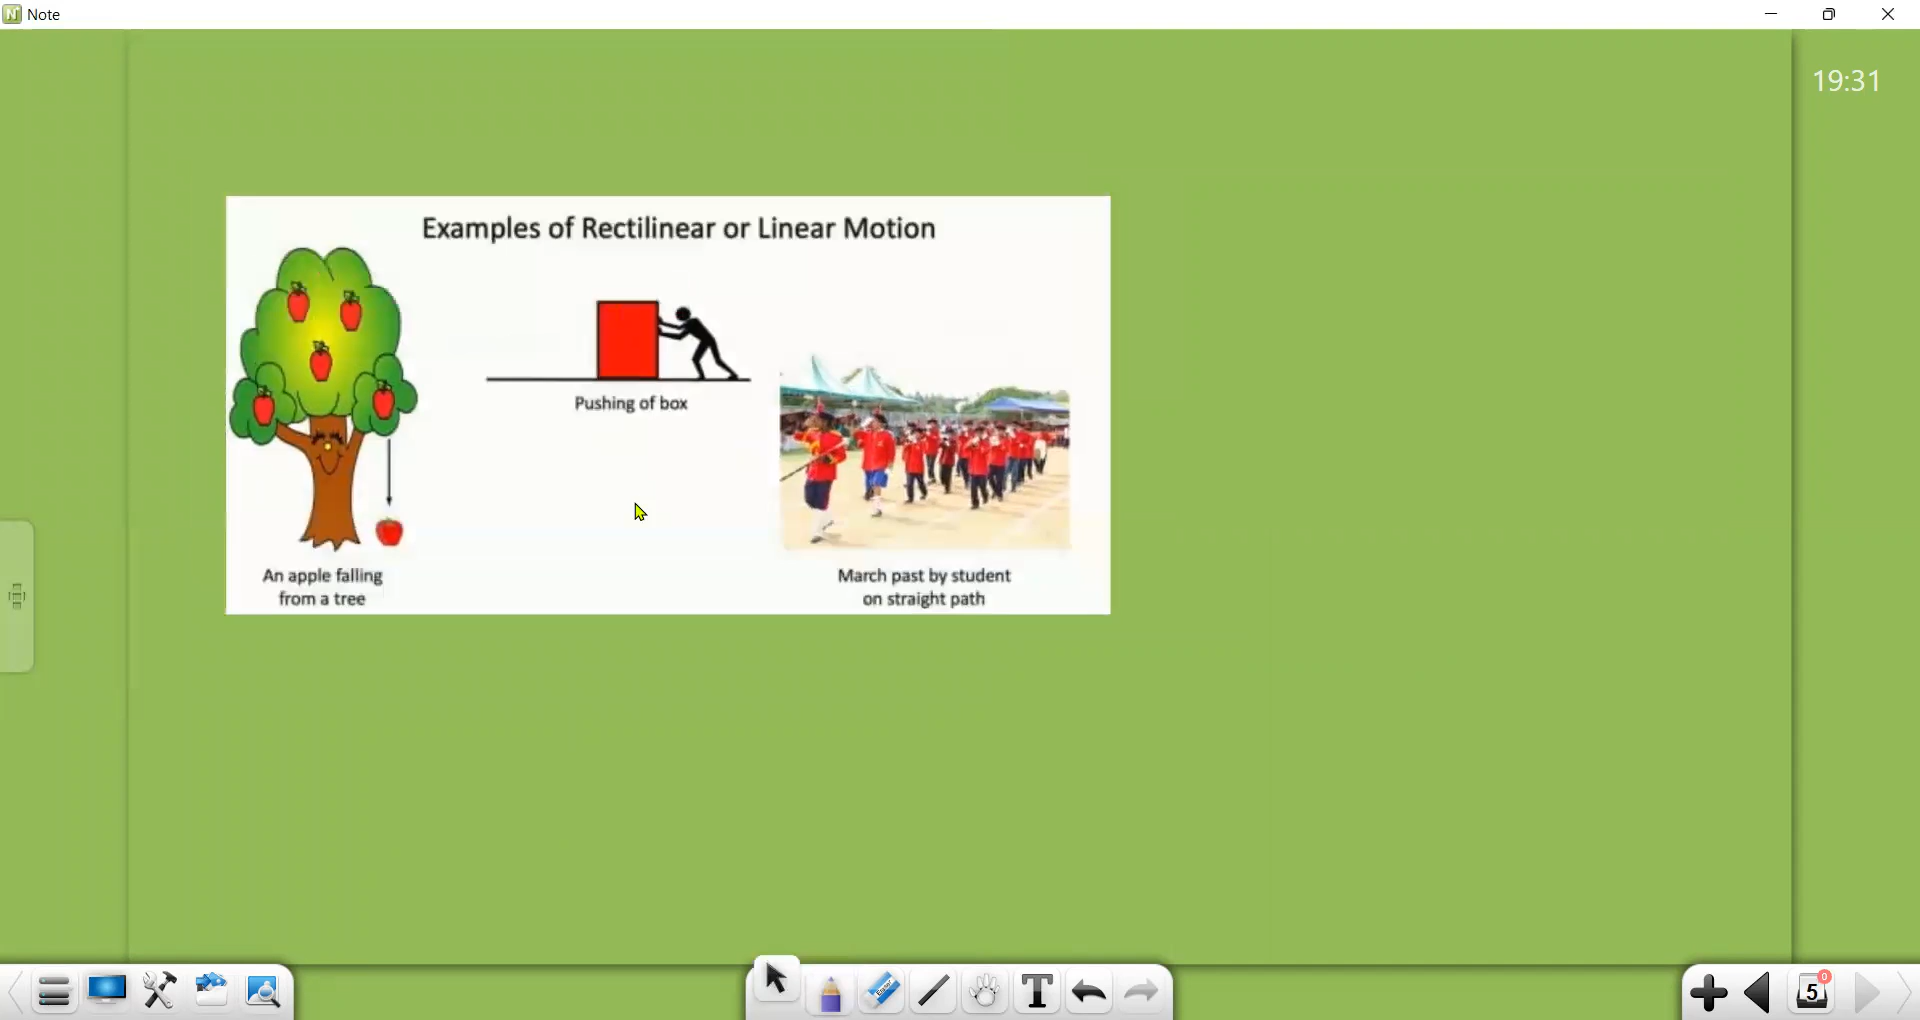 Note
19:31
Examples of Rectilinear or Linear Motion
Pushing of box
An apple falling
from a tree
March past by student
on straight path
T
5
0